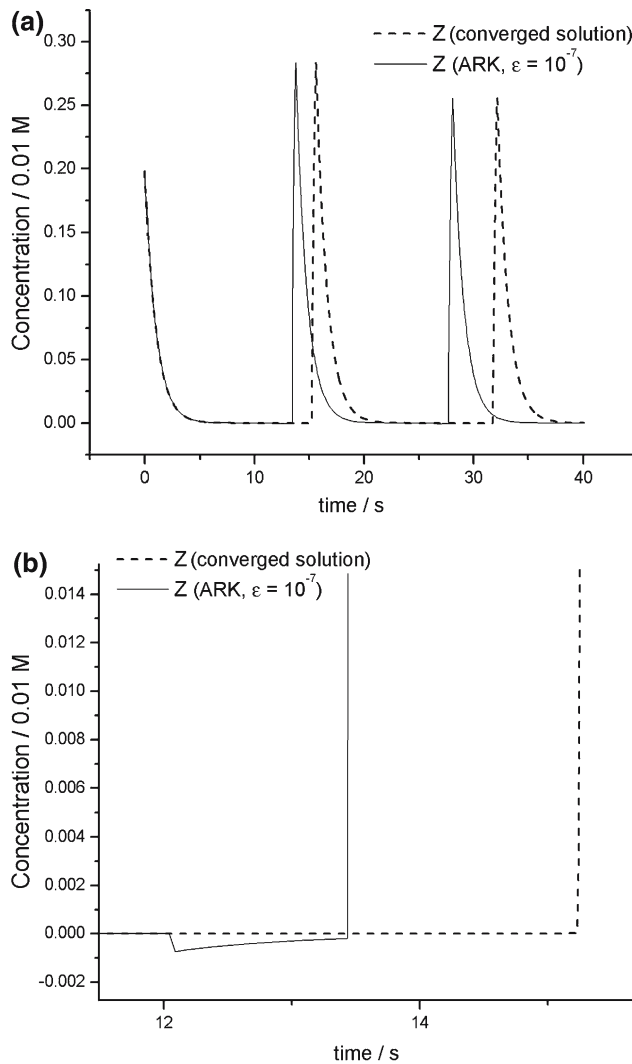 (a)
Z (converged solution)
Z (ARK, ε = 10⁻⁷)
Concentration / 0.01 M
0.30
0.25
0.20
0.15
0.10
0.05
0.00
0 10 20 30 40
time / s
(b)
Z (converged solution)
Z (ARK, ε = 10⁻⁷)
Concentration / 0.01 M
0.014
0.012
0.010
0.008
0.006
0.004
0.002
0.000
-0.002
12 14
time / s